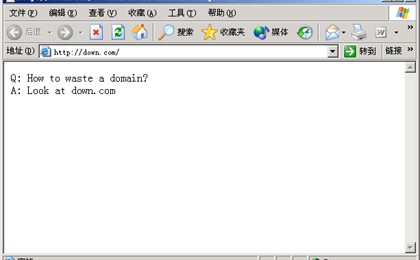 文件(F) 编辑(E) 查看(V) 收藏(A) 工具(T) 帮助(H)
后退 搜索 收藏夹 媒体
地址(D) http://down.com/ 转到 链接 »
Q: How to waste a domain?
A: Look at down.com